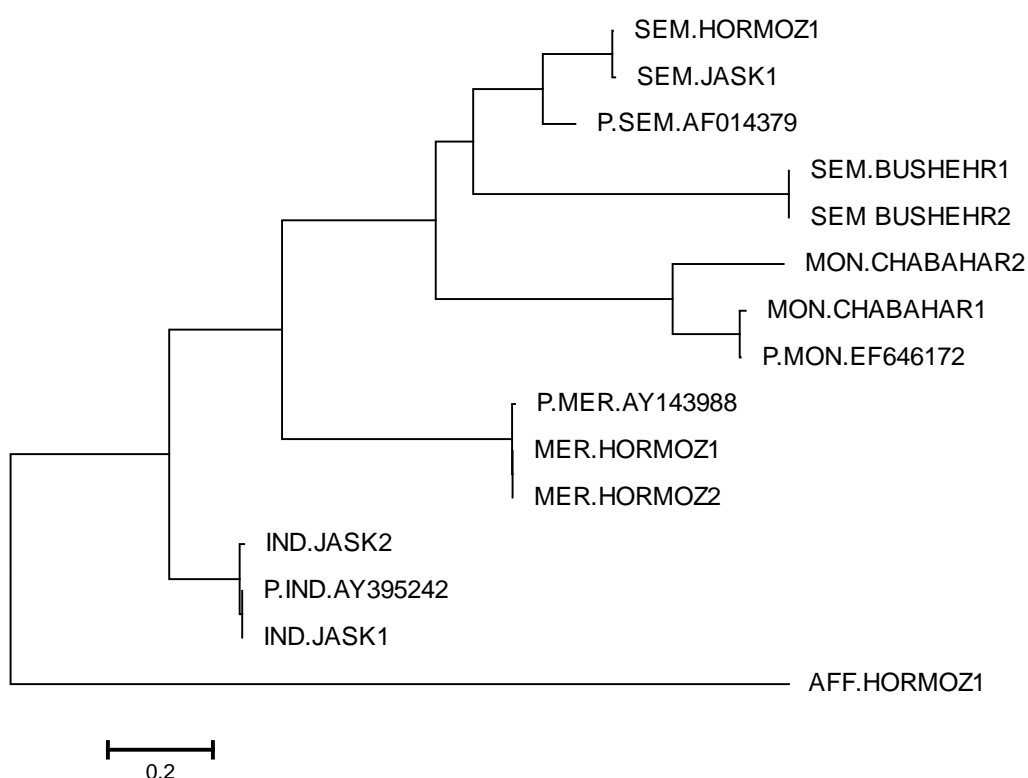 SEM.HORMOZ1
SEM.JASK1
P.SEM.AF014379
SEM.BUSHEHR1
SEM BUSHEHR2
MON.CHABAHAR2
MON.CHABAHAR1
P.MON.EF646172
P.MER.AY143988
MER.HORMOZ1
MER.HORMOZ2
IND.JASK2
P.IND.AY395242
IND.JASK1
AFF.HORMOZ1
0.2